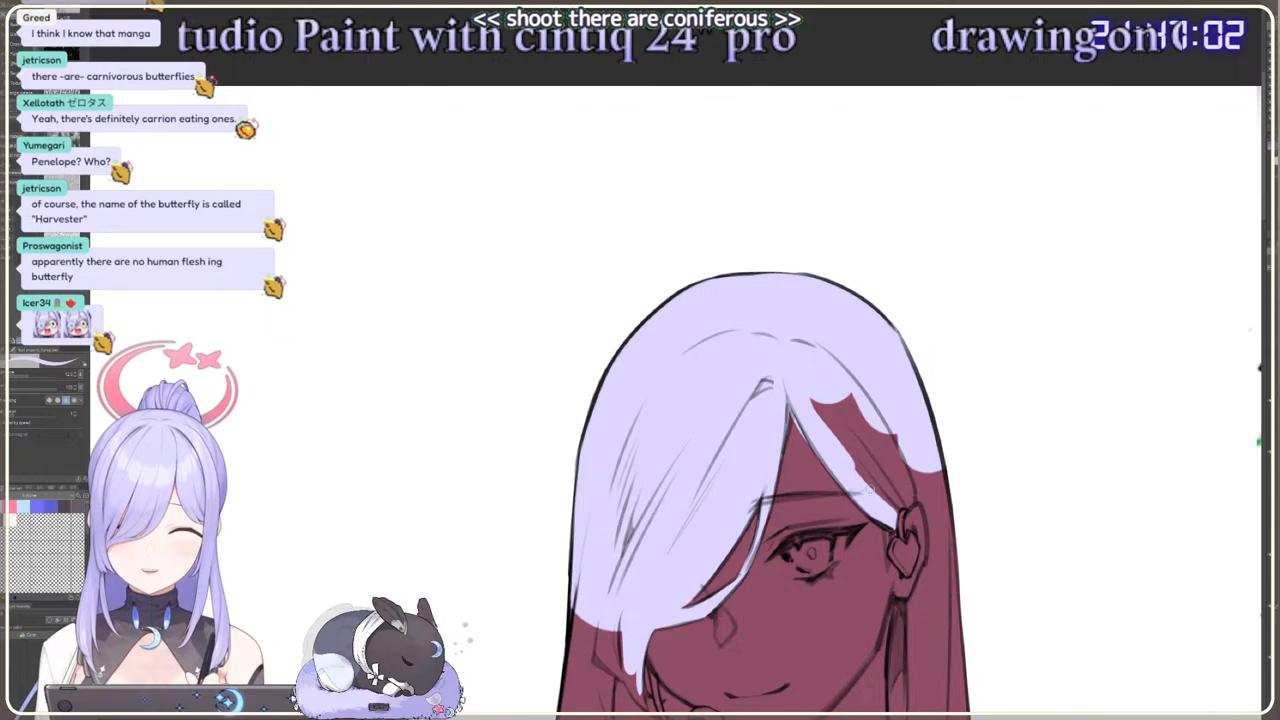 << shoot there are coniferous >>
tudio Paint with cintiq 24" pro
drawing only
Greed
I think I know that manga
jetricson
there -are- carnivorous butterflies
Xellotath ゼロタス
Yeah, there's definitely carrion eating ones.
Yumegari
Penelope? Who?
jetricson
of course, the name of the butterfly is called
"Harvester"
Proswagonist
apparently there are no human flesh ing
butterfly
Icer34